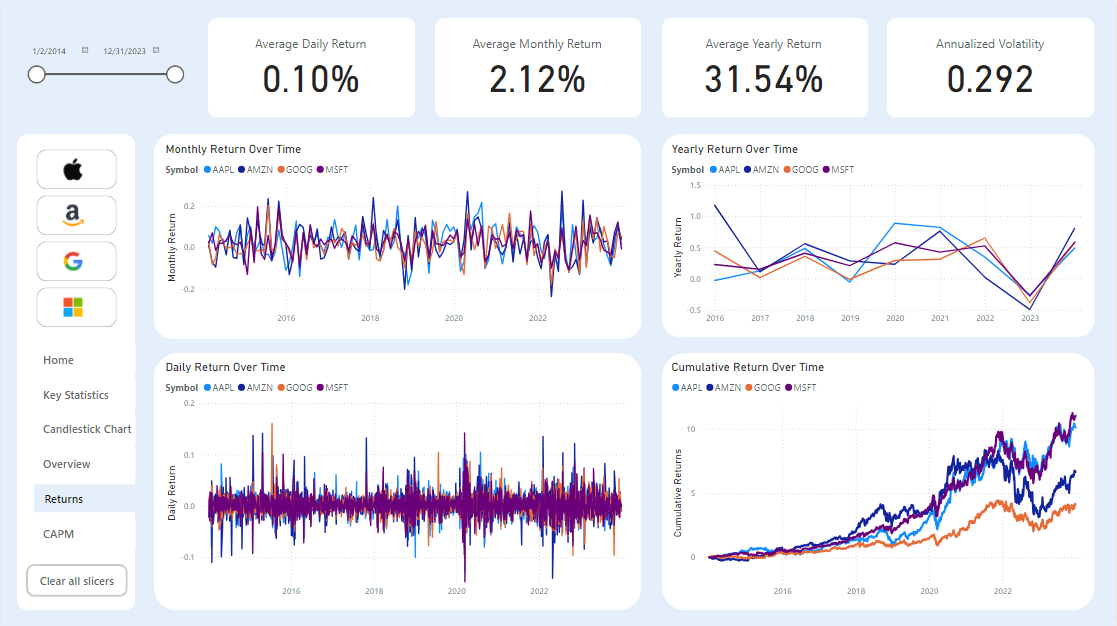 1/2/2014 12/31/2023
Average Daily Return
0.10%
Average Monthly Return
2.12%
Average Yearly Return
31.54%
Annualized Volatility
0.292
Home
Key Statistics
Candlestick Chart
Overview
Returns
CAPM
Clear all slicers
Monthly Return Over Time
Symbol AAPL AMZN GOOG MSFT
Monthly Return
0.2
0.0
-0.2
2016 2018 2020 2022
Yearly Return Over Time
Symbol AAPL AMZN GOOG MSFT
Yearly Return
1.5
1.0
0.5
0.0
-0.5
2016 2017 2018 2019 2020 2021 2022 2023
Daily Return Over Time
Symbol AAPL AMZN GOOG MSFT
Daily Return
0.2
0.1
0.0
-0.1
2016 2018 2020 2022
Cumulative Return Over Time
AAPL AMZN GOOG MSFT
Cumulative Returns
10
5
0
2016 2018 2020 2022